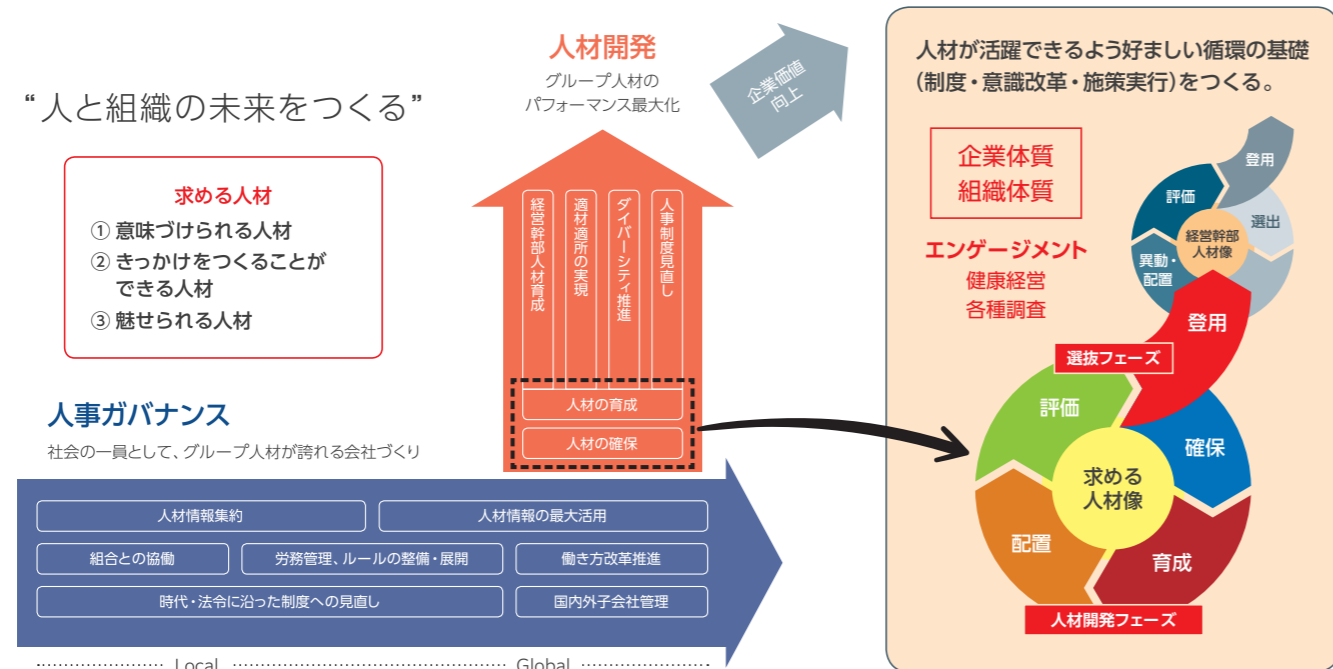 “人と組織の未来をつくる”
求める人材
① 意味づけられる人材
② きっかけをつくることが
できる人材
③ 魅せられる人材
人材開発
グループ人材の
パフォーマンス最大化
企業価値
向上
経営幹部人材育成
適材適所の実現
ダイバーシティ推進
人事制度見直し
人材の育成
人材の確保
人事ガバナンス
社会の一員として、グループ人材が誇れる会社づくり
人材情報集約
人材情報の最大活用
組合との協働
労務管理、ルールの整備・展開
働き方改革推進
時代・法令に沿った制度への見直し
国内外子会社管理
Local
Global
人材が活躍できるよう好ましい循環の基礎
(制度・意識改革・施策実行)をつくる。
企業体質
組織体質
エンゲージメント
健康経営
各種調査
登用
評価
選出
経営幹部
人材像
異動・
配置
登用
選抜フェーズ
評価
確保
求める
人材像
配置
育成
人材開発フェーズ